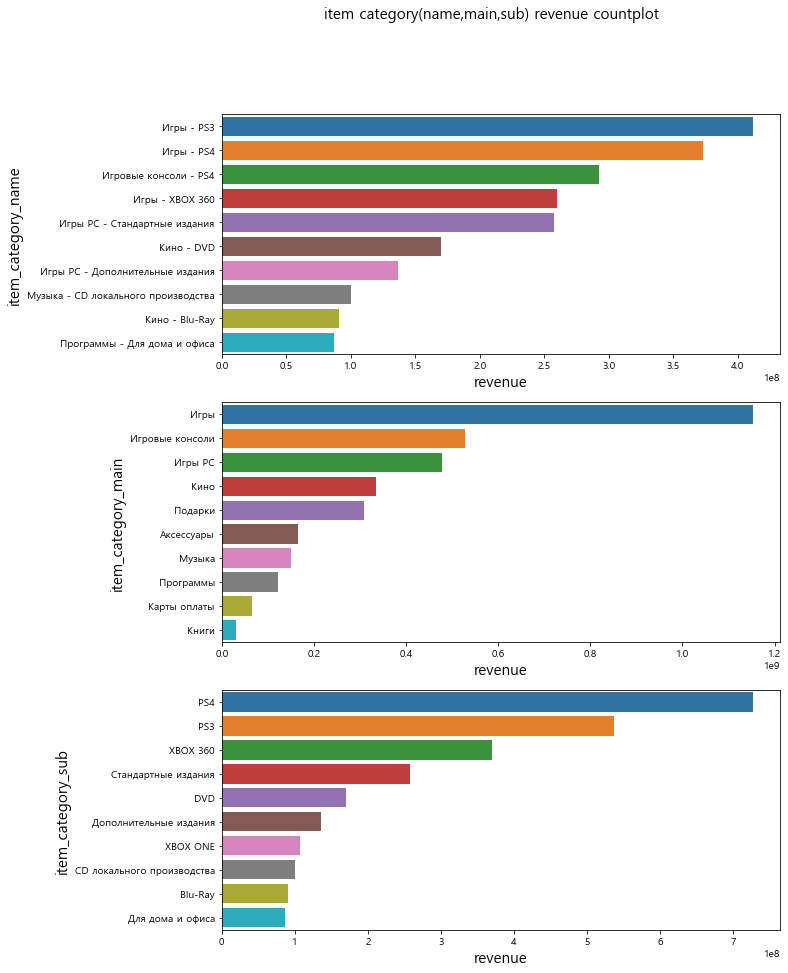 item category(name,main,sub) revenue countplot
item_category_name
Игры - PS3
Игры - PS4
Игровые консоли - PS4
Игры - XBOX 360
Игры PC - Стандартные издания
Кино - DVD
Игры PC - Дополнительные издания
Музыка - CD локального производства
Кино - Blu-Ray
Программы - Для дома и офиса
0.0 0.5 1.0 1.5 2.0 2.5 3.0 3.5 4.0
1e8
revenue
item_category_main
Игры
Игровые консоли
Игры PC
Кино
Подарки
Аксессуары
Музыка
Программы
Карты оплаты
Книги
0.0 0.2 0.4 0.6 0.8 1.0 1.2
1e9
revenue
item_category_sub
PS4
PS3
XBOX 360
Стандартные издания
DVD
Дополнительные издания
XBOX ONE
CD локального производства
Blu-Ray
Для дома и офиса
0 1 2 3 4 5 6 7
1e8
revenue